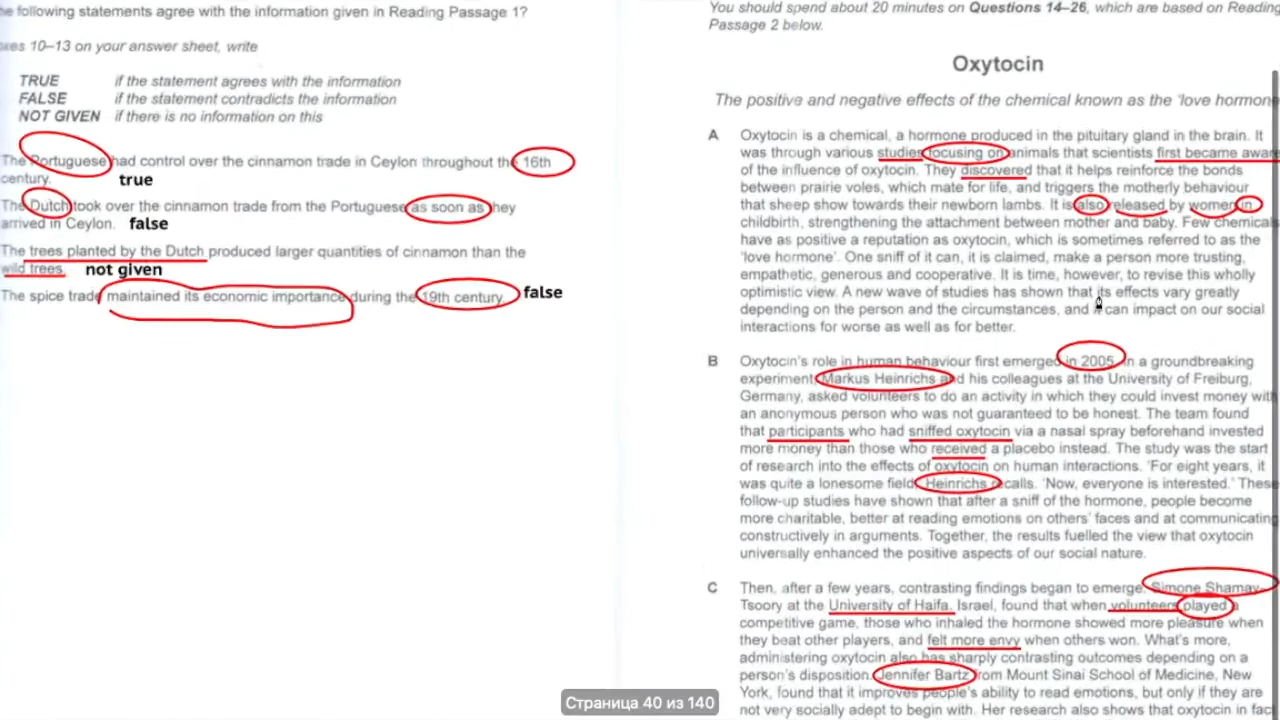 e following statements agree with the information given in Reading Passage 1?
xes 10–13 on your answer sheet, write
TRUE if the statement agrees with the information
FALSE if the statement contradicts the information
NOT GIVEN if there is no information on this
The Portuguese had control over the cinnamon trade in Ceylon throughout the 16th
century. true
The Dutch took over the cinnamon trade from the Portuguese as soon as they
arrived in Ceylon. false
The trees planted by the Dutch produced larger quantities of cinnamon than the
wild trees. not given
The spice trade maintained its economic importance during the 19th century. false
You should spend about 20 minutes on Questions 14–26, which are based on Reading
Passage 2 below.
Oxytocin
The positive and negative effects of the chemical known as the 'love hormone
A Oxytocin is a chemical, a hormone produced in the pituitary gland in the brain. It
was through various studies focusing on animals that scientists first became aware
of the influence of oxytocin. They discovered that it helps reinforce the bonds
between prairie voles, which mate for life, and triggers the motherly behaviour
that sheep show towards their newborn lambs. It is also released by women in
childbirth, strengthening the attachment between mother and baby. Few chemicals
have as positive a reputation as oxytocin, which is sometimes referred to as the
'love hormone'. One sniff of it can, it is claimed, make a person more trusting,
empathetic, generous and cooperative. It is time, however, to revise this wholly
optimistic view. A new wave of studies has shown that its effects vary greatly
depending on the person and the circumstances, and it can impact on our social
interactions for worse as well as for better.
B Oxytocin's role in human behaviour first emerged in 2005. In a groundbreaking
experiment, Markus Heinrichs and his colleagues at the University of Freiburg,
Germany, asked volunteers to do an activity in which they could invest money with
an anonymous person who was not guaranteed to be honest. The team found
that participants who had sniffed oxytocin via a nasal spray beforehand invested
more money than those who received a placebo instead. The study was the start
of research into the effects of oxytocin on human interactions. 'For eight years, it
was quite a lonesome field,' Heinrichs recalls. 'Now, everyone is interested.' These
follow-up studies have shown that after a sniff of the hormone, people become
more charitable, better at reading emotions on others' faces and at communicating
constructively in arguments. Together, the results fuelled the view that oxytocin
universally enhanced the positive aspects of our social nature.
C Then, after a few years, contrasting findings began to emerge. Simone Shamay-
Tsoory at the University of Haifa, Israel, found that when volunteers played a
competitive game, those who inhaled the hormone showed more pleasure when
they beat other players, and felt more envy when others won. What's more,
administering oxytocin also has sharply contrasting outcomes depending on a
person's disposition. Jennifer Bartz from Mount Sinai School of Medicine, New
York, found that it improves people's ability to read emotions, but only if they are
not very socially adept to begin with. Her research also shows that oxytocin in fact
Страница 40 из 140